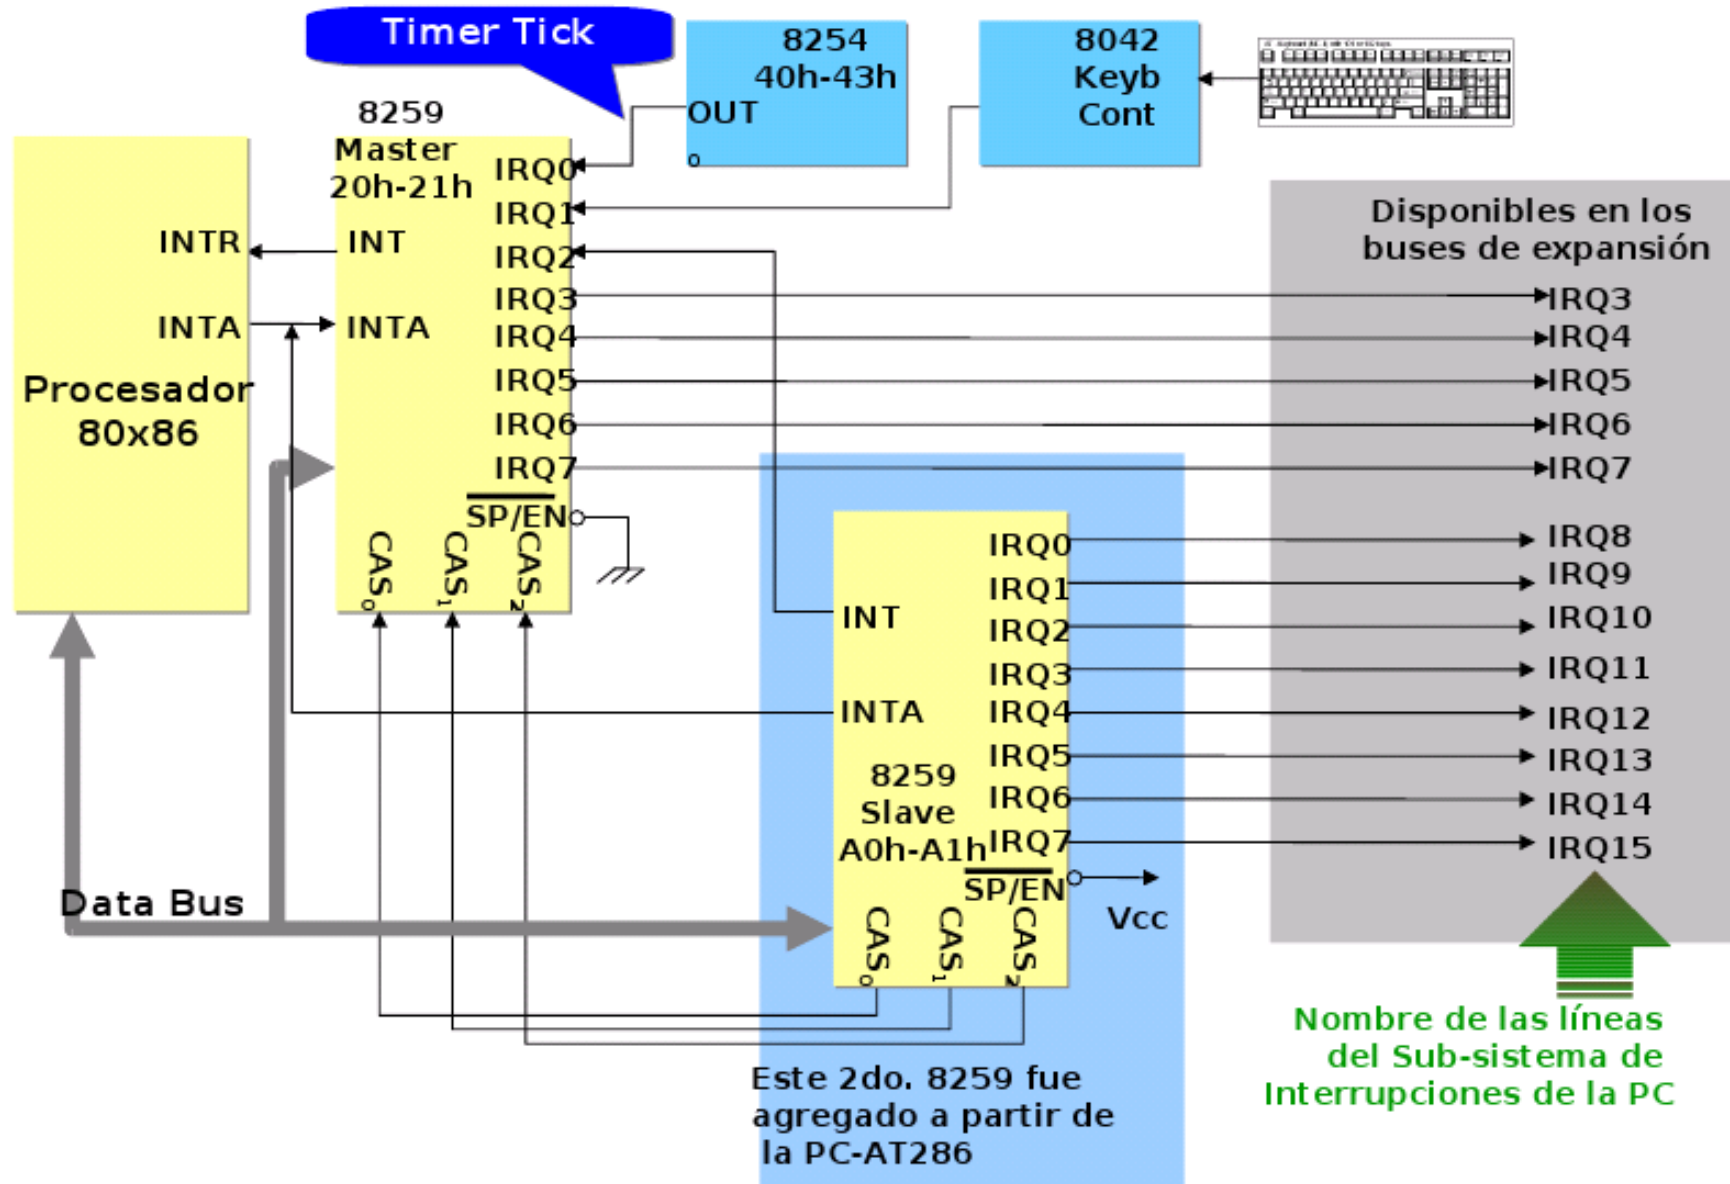 Timer Tick
8254
40h-43h
OUT
0
8042
Keyb
Cont
8259
Master
20h-21h
INT
INTA
IRQ0
IRQ1
IRQ2
IRQ3
IRQ4
IRQ5
IRQ6
IRQ7
SP/EN
CAS0
CAS1
CAS2
INTR
INTA
Procesador
80x86
Data Bus
Disponibles en los
buses de expansión
IRQ3
IRQ4
IRQ5
IRQ6
IRQ7
IRQ8
IRQ9
IRQ10
IRQ11
IRQ12
IRQ13
IRQ14
IRQ15
INT
INTA
8259
Slave
A0h-A1h
IRQ0
IRQ1
IRQ2
IRQ3
IRQ4
IRQ5
IRQ6
IRQ7
SP/EN
Vcc
CAS0
CAS1
CAS2
Este 2do. 8259 fue
agregado a partir de
la PC-AT286
Nombre de las líneas
del Sub-sistema de
Interrupciones de la PC